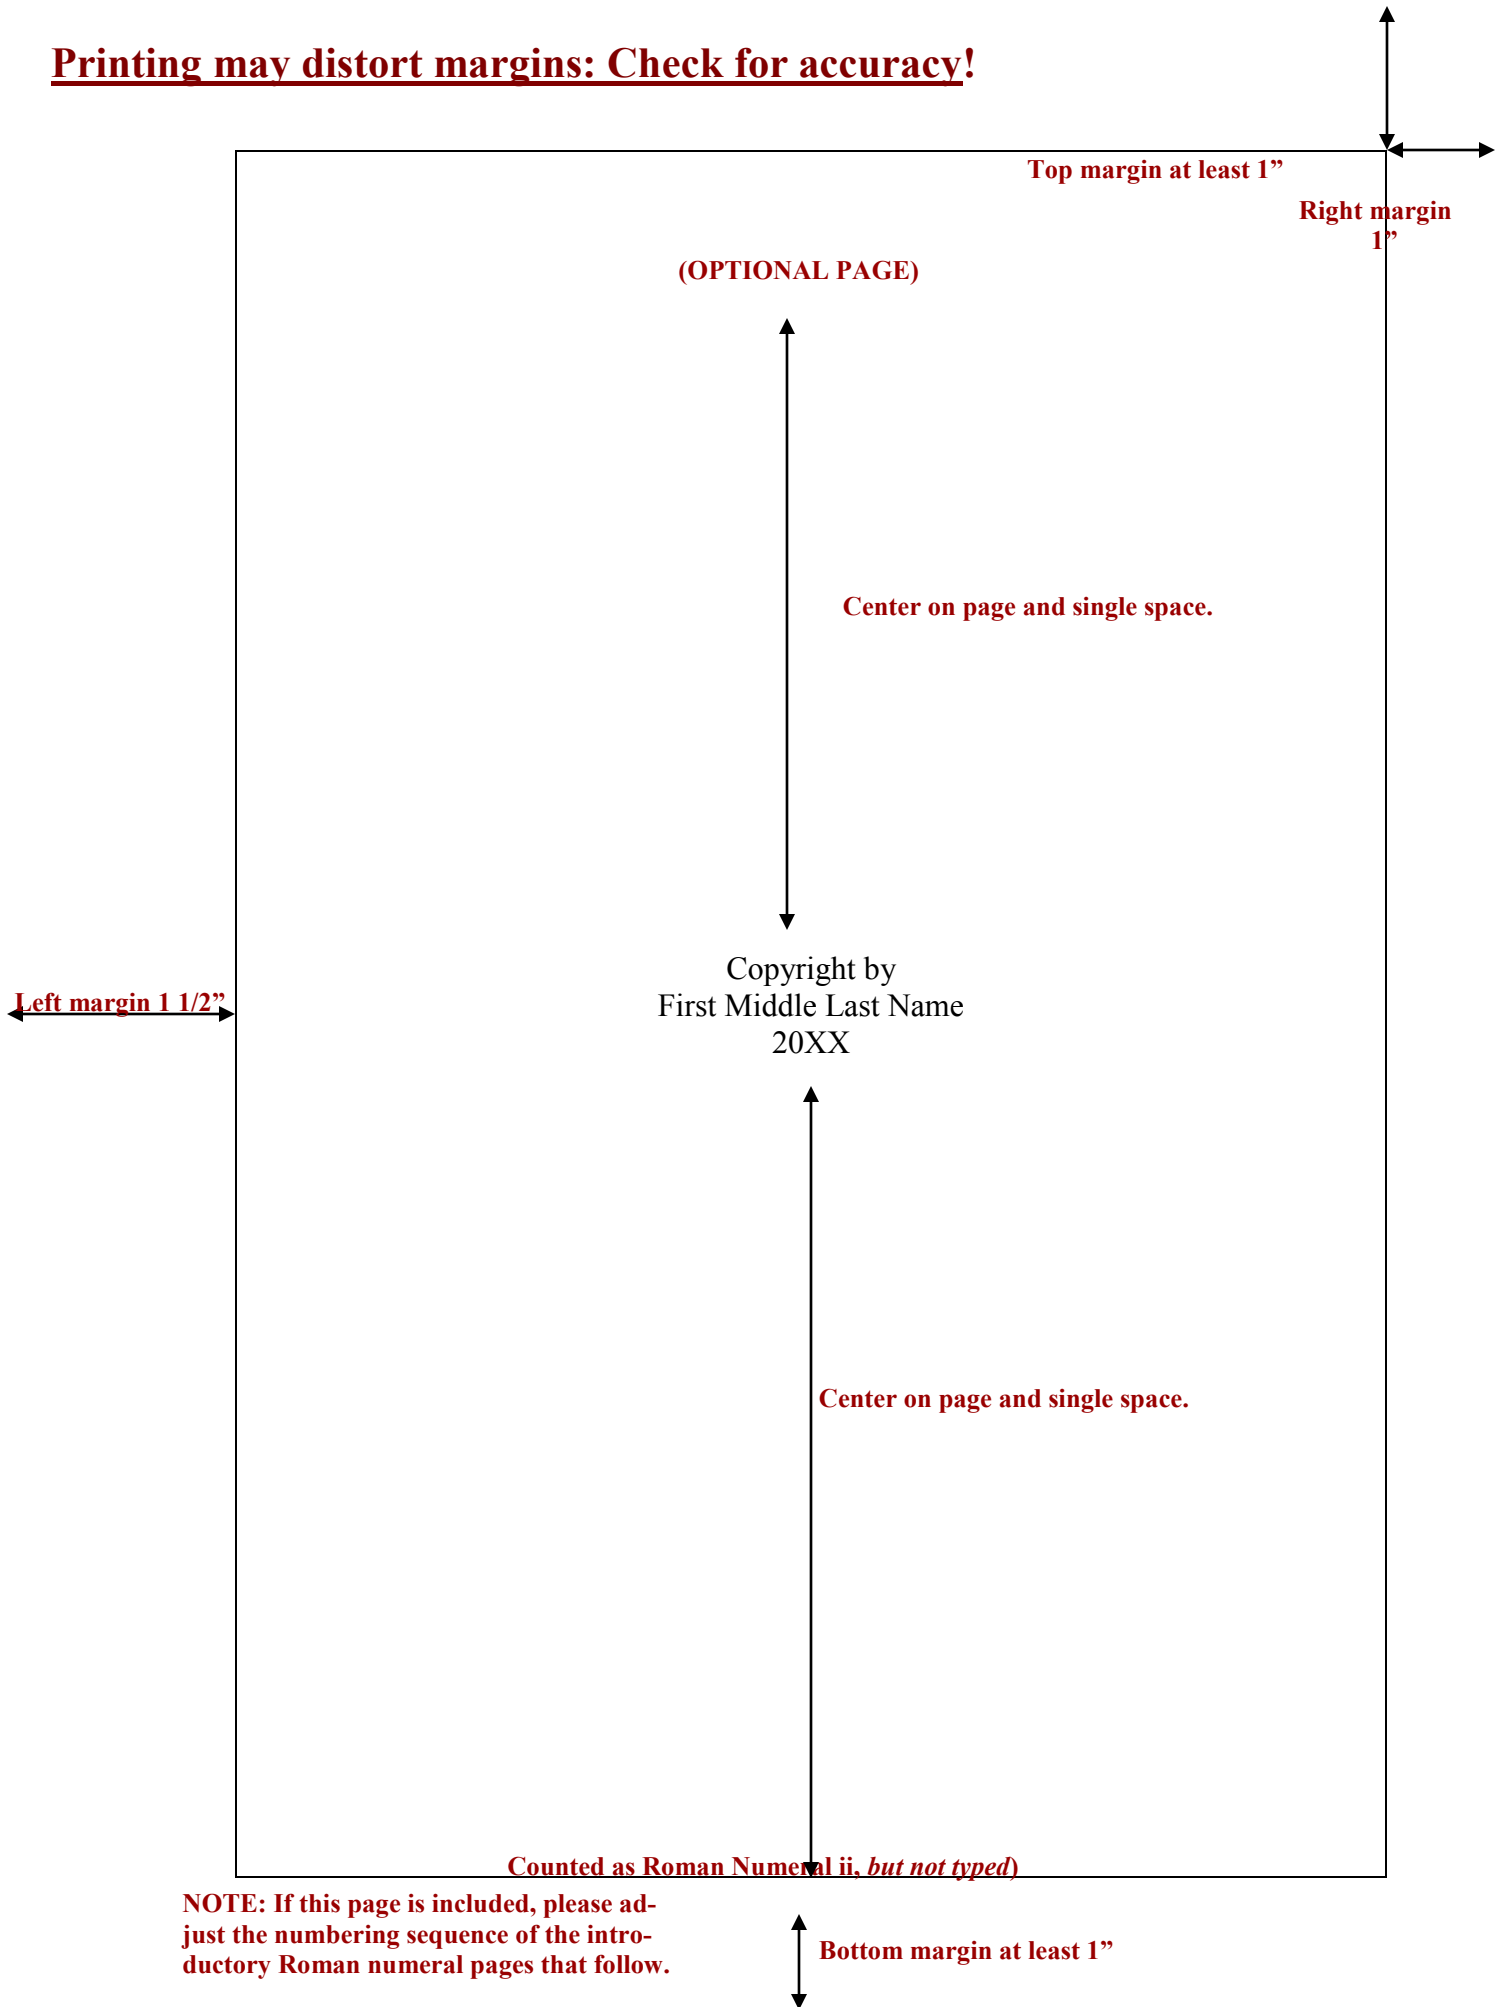 Printing may distort margins: Check for accuracy!
Top margin at least 1”
Right margin
1”
(OPTIONAL PAGE)
Center on page and single space.
Copyright by
First Middle Last Name
20XX
Left margin 1 1/2”
Center on page and single space.
Counted as Roman Numeral ii, but not typed)
NOTE: If this page is included, please ad-
just the numbering sequence of the intro-
ductory Roman numeral pages that follow.
Bottom margin at least 1”